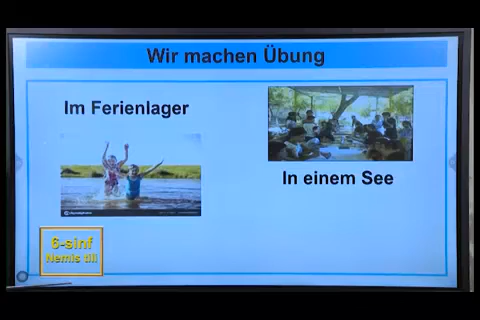 Wir machen Übung
Im Ferienlager
In einem See
6-sinf
Nemis tili